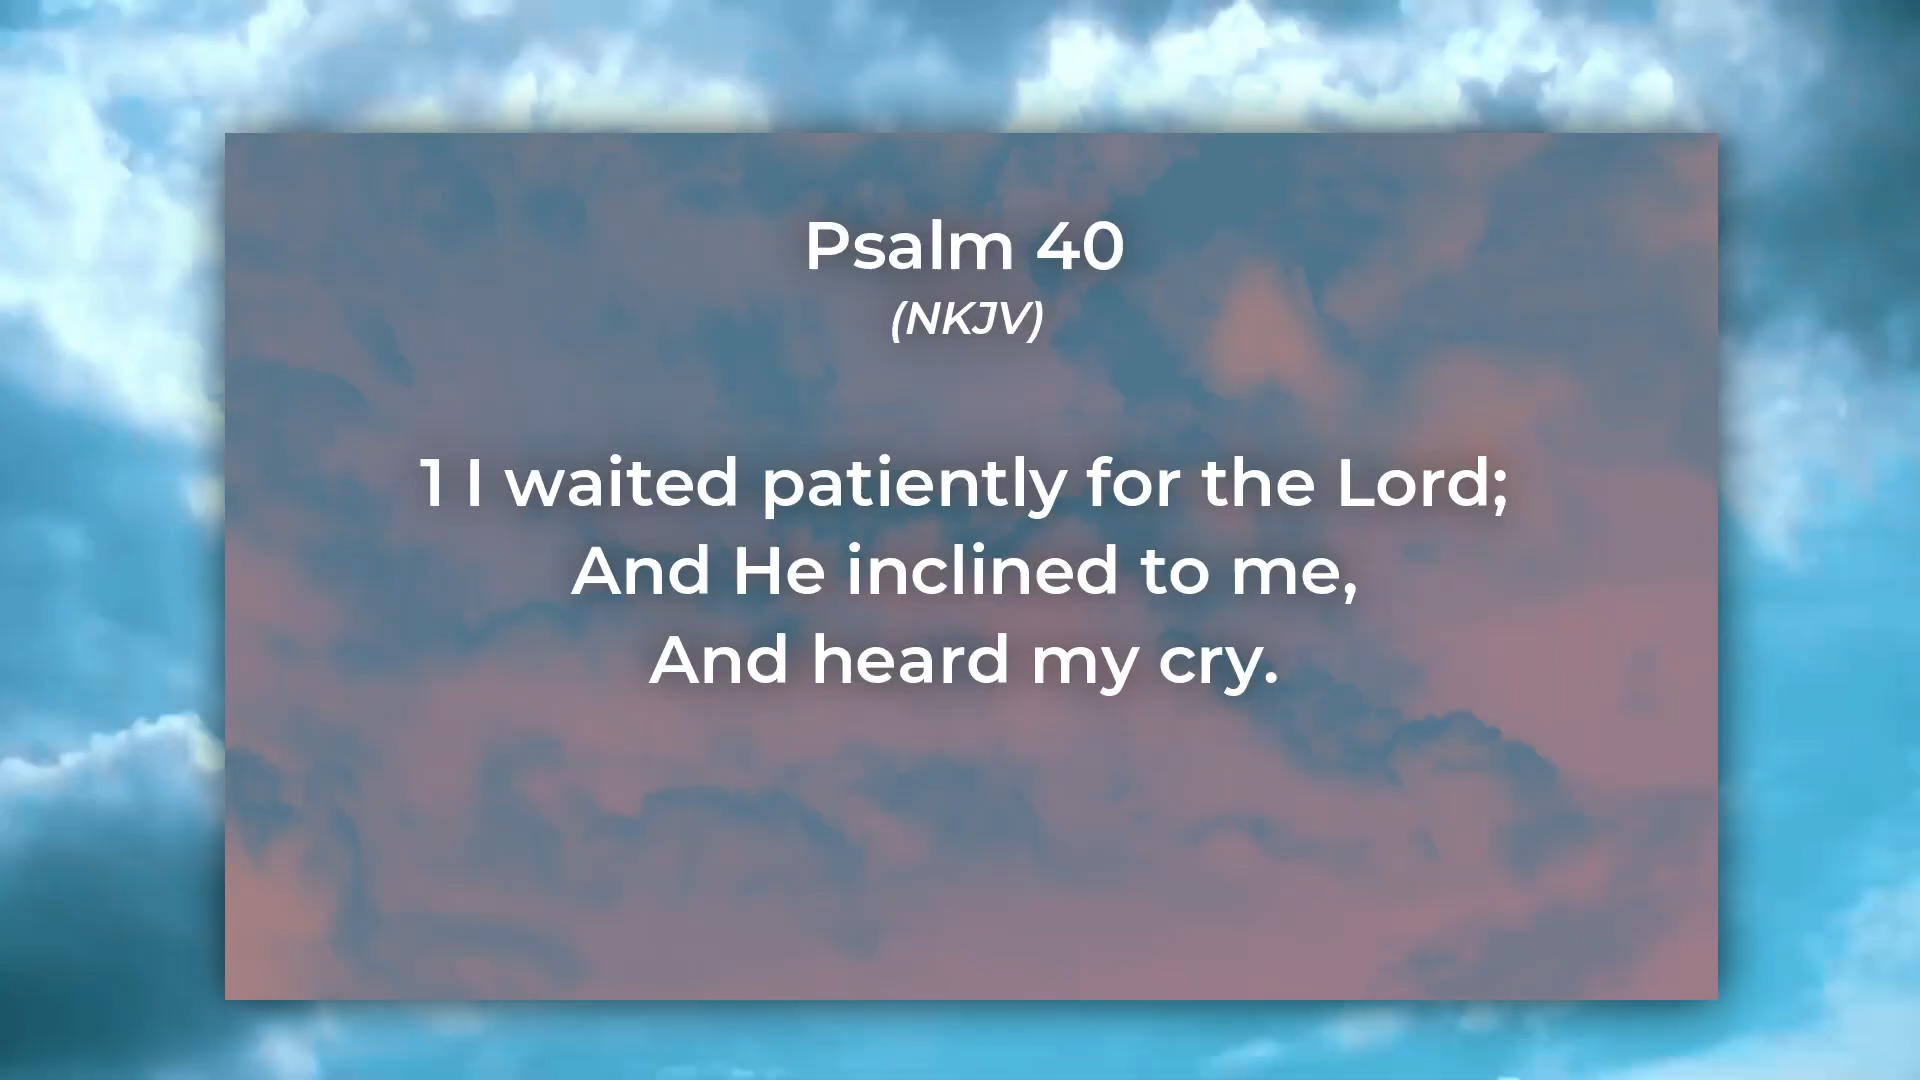 Psalm 40
(NKJV)
1 I waited patiently for the Lord;
And He inclined to me,
And heard my cry.